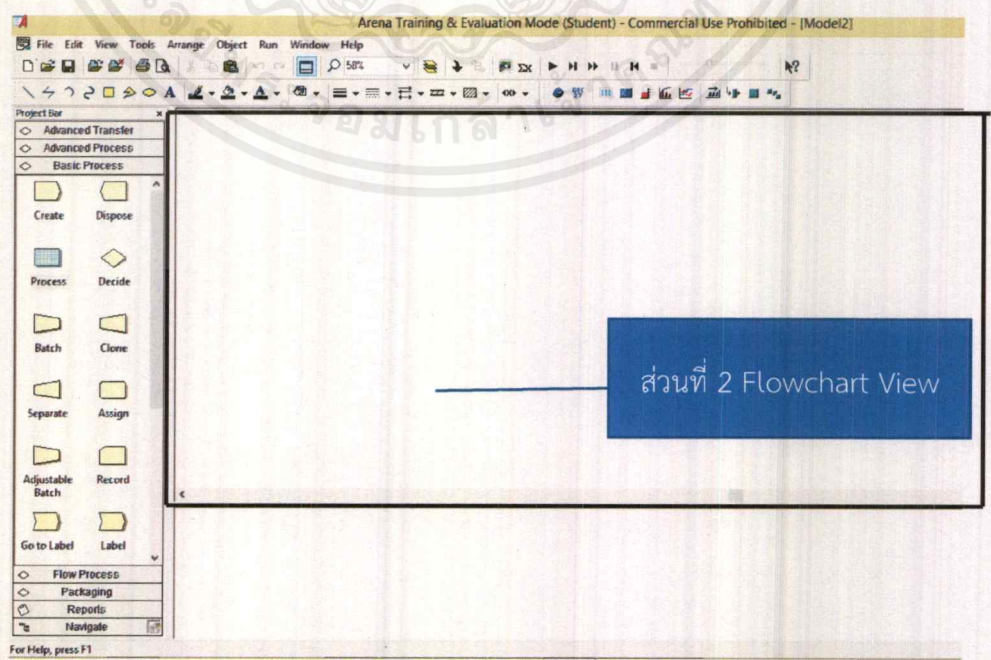 Arena Training & Evaluation Mode (Student) - Commercial Use Prohibited - [Model2]
File Edit View Tools Arrange Object Run Window Help
58%
Project Bar
Advanced Transfer
Advanced Process
Basic Process
Create Dispose
Process Decide
Batch Clone
Separate Assign
Adjustable Batch Record
Go to Label Label
Flow Process
Packaging
Reports
Navigate
For Help, press F1
ส่วนที่ 2 Flowchart View